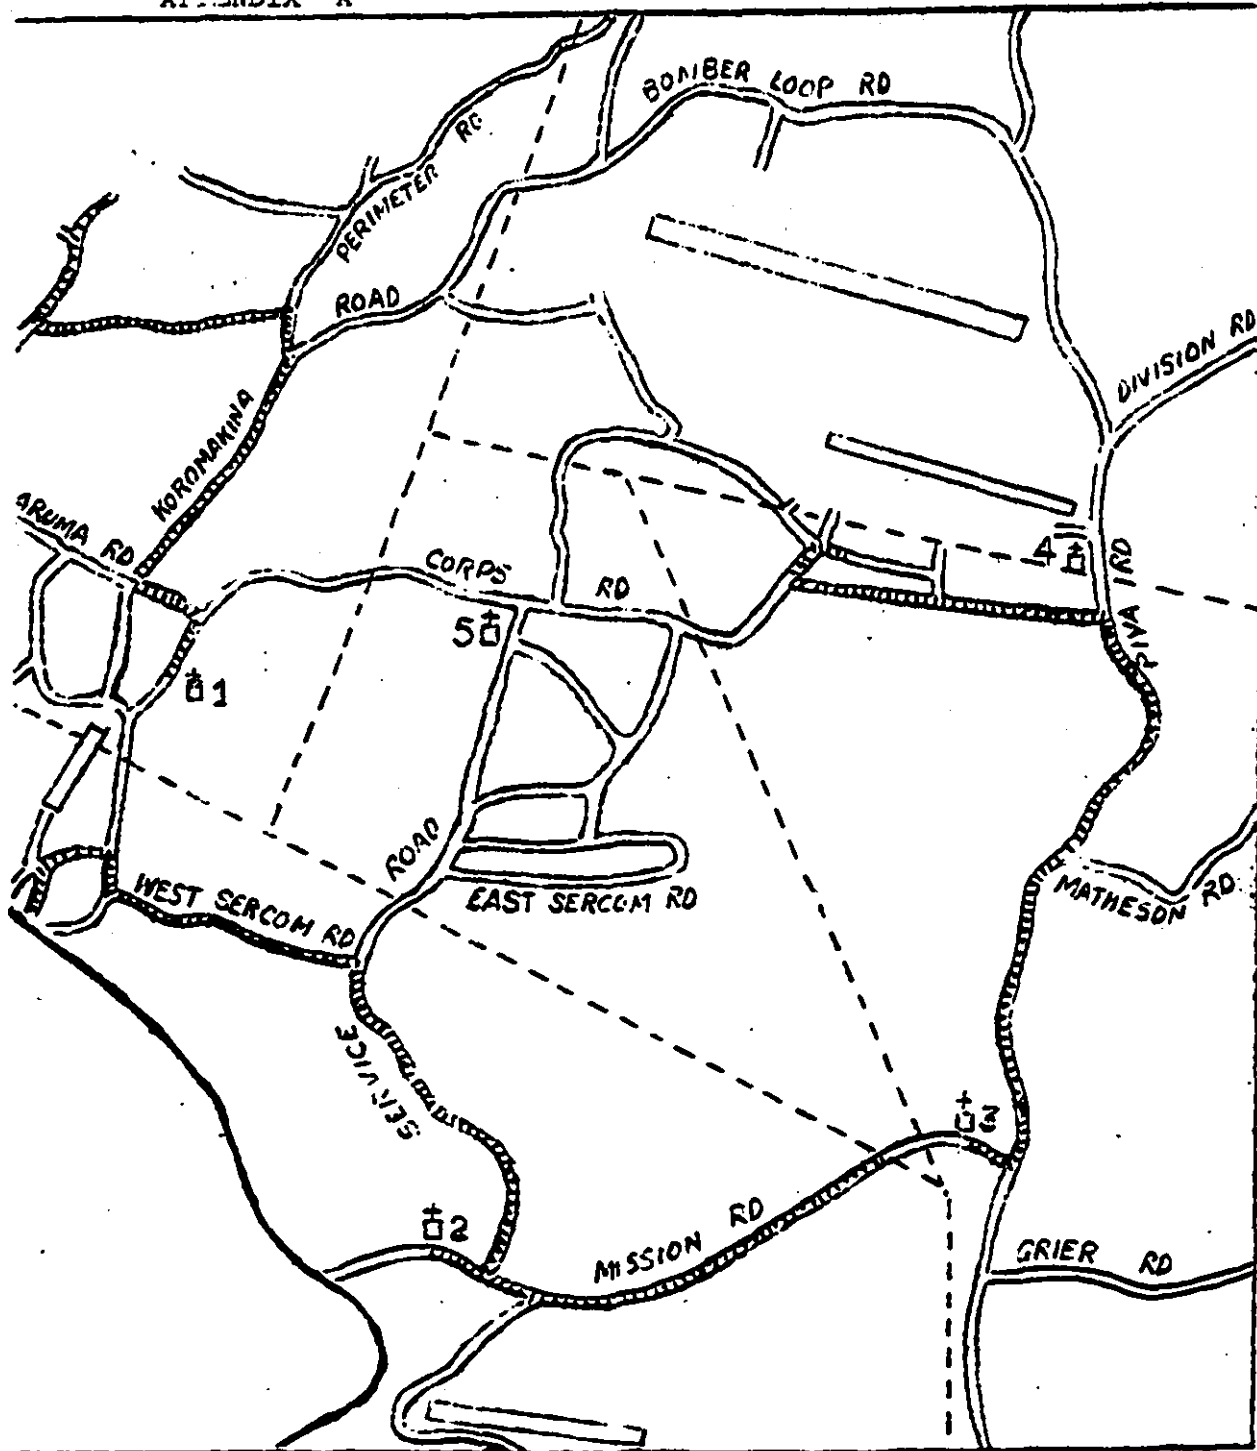 APPENDIX A
BOMBER LOOP RD
PERIMETER RD
ROAD
DIVISION RD
KOROMAKINA
ARUMA RD
CORPS RD
4
PIVA RD
5
1
ROAD
WEST SERCOM RD
EAST SERCOM RD
MATHESON RD
SERVICE
3
2
MISSION RD
GRIER RD